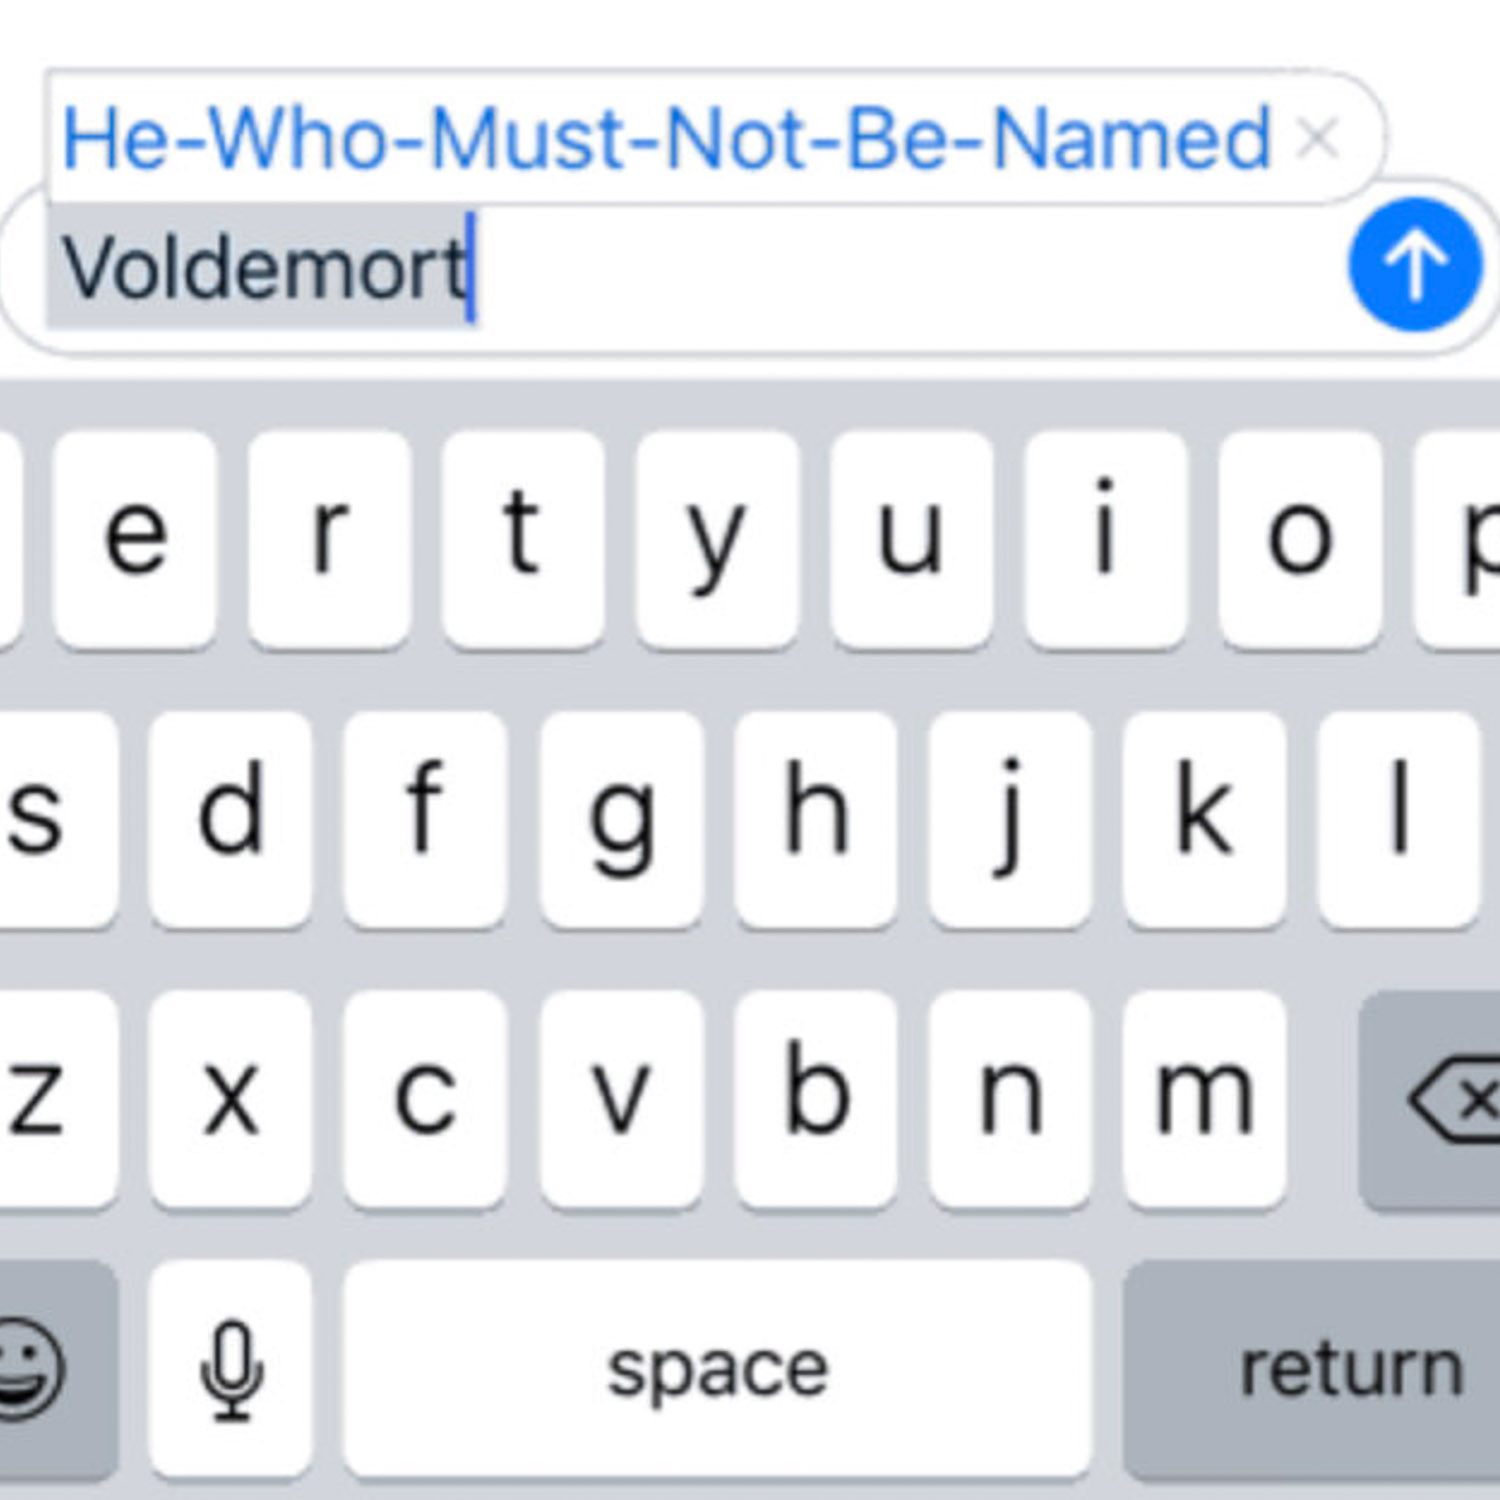 He-Who-Must-Not-Be-Named ×
Voldemort
e r t y u i o p
s d f g h j k l
z x c v b n m
space return